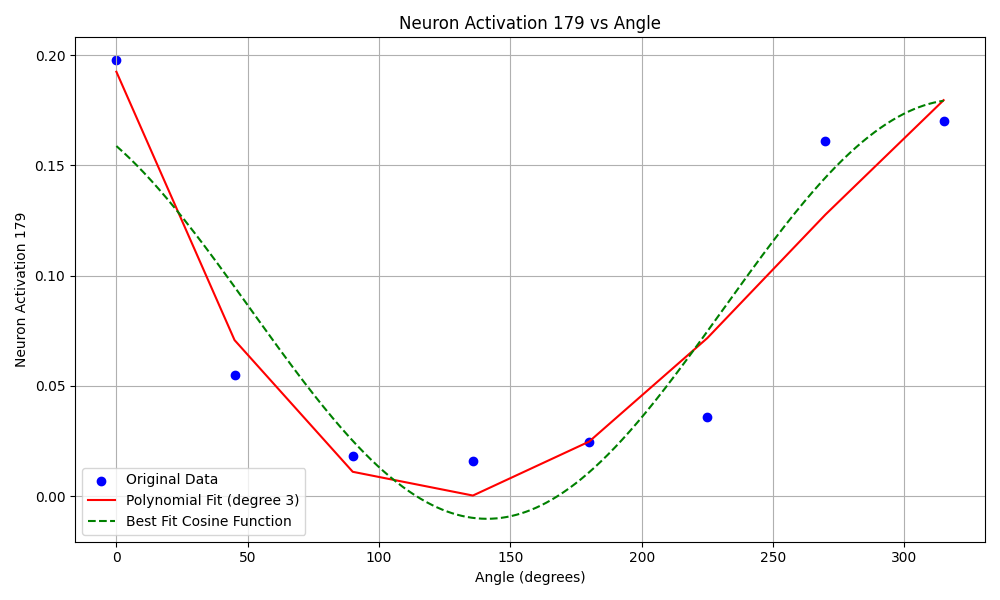 Neuron Activation 179 vs Angle
Neuron Activation 179
0.20
0.15
0.10
0.05
0.00
Original Data
Polynomial Fit (degree 3)
Best Fit Cosine Function
0 50 100 150 200 250 300
Angle (degrees)